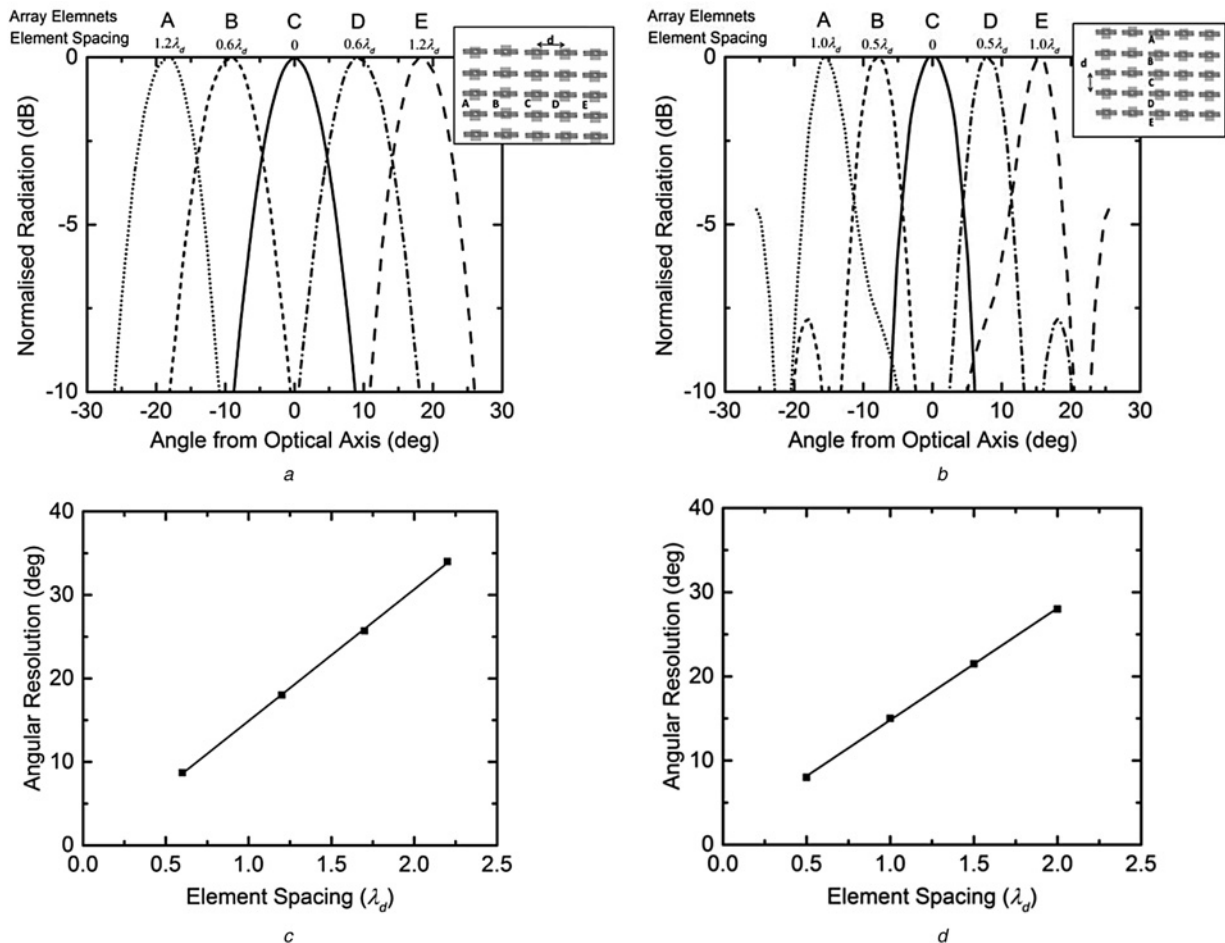 Array Elemnets A B C D E
Element Spacing 1.2λd 0.6λd 0 0.6λd 1.2λd
d
A B C D E
0
-5
-10
Normalised Radiation (dB)
-30 -20 -10 0 10 20 30
Angle from Optical Axis (deg)
a
Array Elemnets A B C D E
Element Spacing 1.0λd 0.5λd 0 0.5λd 1.0λd
A
B
d
C
D
E
0
-5
-10
Normalised Radiation (dB)
-30 -20 -10 0 10 20 30
Angle from Optical Axis (deg)
b
40
30
20
10
0
Angular Resolution (deg)
0.0 0.5 1.0 1.5 2.0 2.5
Element Spacing (λd)
c
40
30
20
10
0
Angular Resolution (deg)
0.0 0.5 1.0 1.5 2.0 2.5
Element Spacing (λd)
d